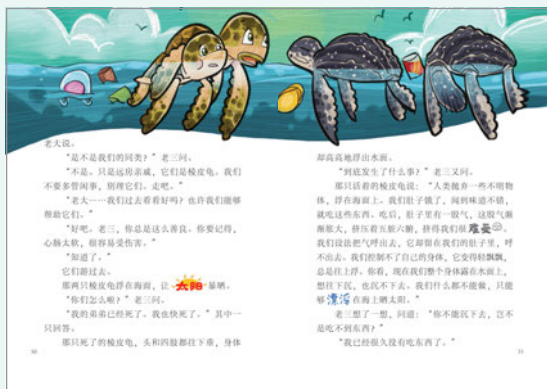 老大说。
“是不是我们的同类？”老三问。
“不是。只是远房亲戚，它们是棱皮龟。我们
不要多管闲事，别理它们。走吧。”
“老大……我们过去看看好吗？也许我们能够
帮助它们。”
“好吧。老三，你总是这么善良。你要记得，
心肠太软，很容易受伤害。”
“知道了。”
它们游过去。
那两只棱皮龟浮在海面，让太阳暴晒。
“你们怎么啦？”老三问。
“我的弟弟已经死了。我也快死了。”其中一
只回答。
那只死了的棱皮龟，头和四肢都往下垂，身体
30
却高高地浮出水面。
“到底发生了什么事？”老三又问。
那只活着的棱皮龟说：“人类抛弃一些不明物
体，浮在海面上。我们肚子饿了，闻到味道不错，
就吃这些东西。吃后，肚子里有一股气，这股气渐
渐胀大，挤压着五脏六腑，挤得我们很难受。
我们没法把气呼出去，它却留在我们的肚子里，呼
不出去。我们控制不了自己的身体，它变得轻飘飘，
总是往上浮。你看，现在我们整个身体露在水面上，
想往下沉，也沉不下去。我们什么都不能做，只能
够漂浮在海上晒太阳。”
老三想了一想，问道：“你不能沉下去，岂不
是吃不到东西？”
“我已经很久没有吃东西了。”
31